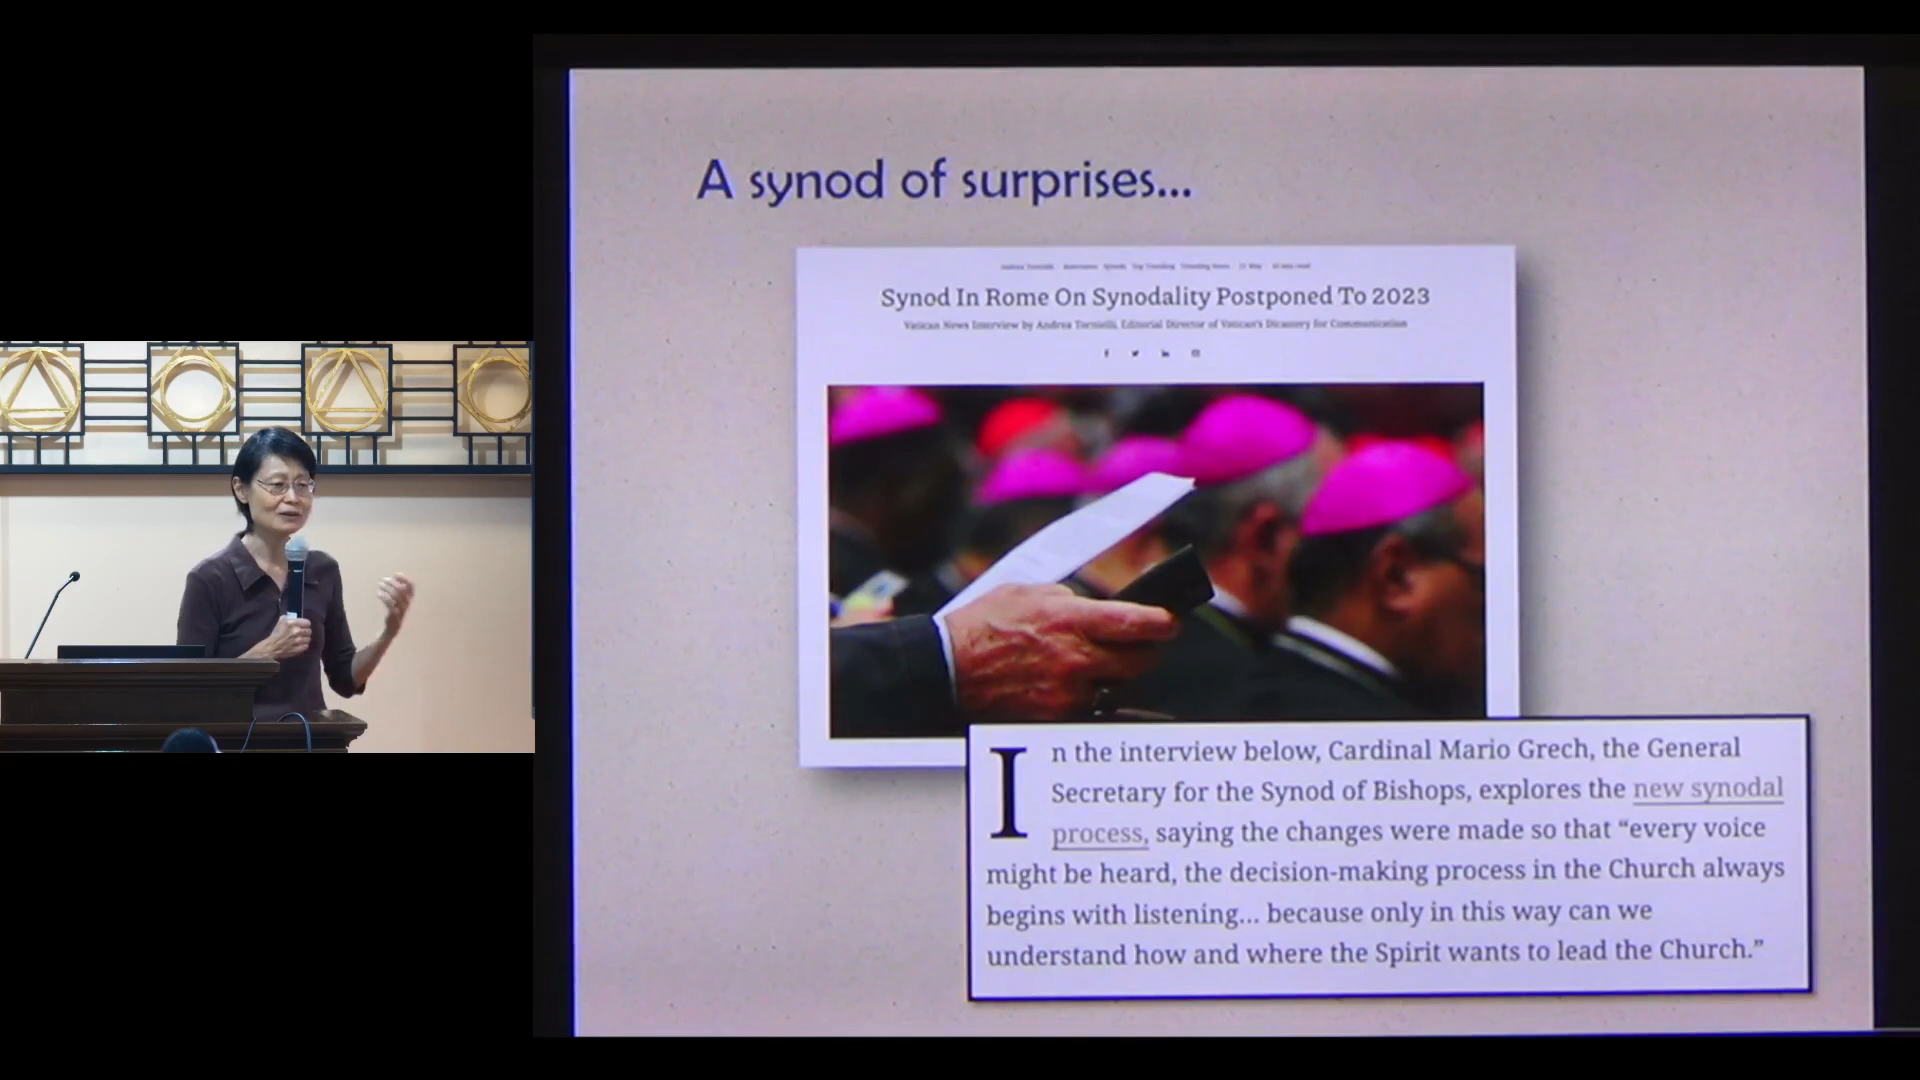 A synod of surprises...
Synod In Rome On Synodality Postponed To 2023
Vatican News Interview by Andrea Tornielli, Editorial Director of Vatican's Dicastery for Communication
In the interview below, Cardinal Mario Grech, the General
Secretary for the Synod of Bishops, explores the new synodal
process, saying the changes were made so that “every voice
might be heard, the decision-making process in the Church always
begins with listening... because only in this way can we
understand how and where the Spirit wants to lead the Church.”